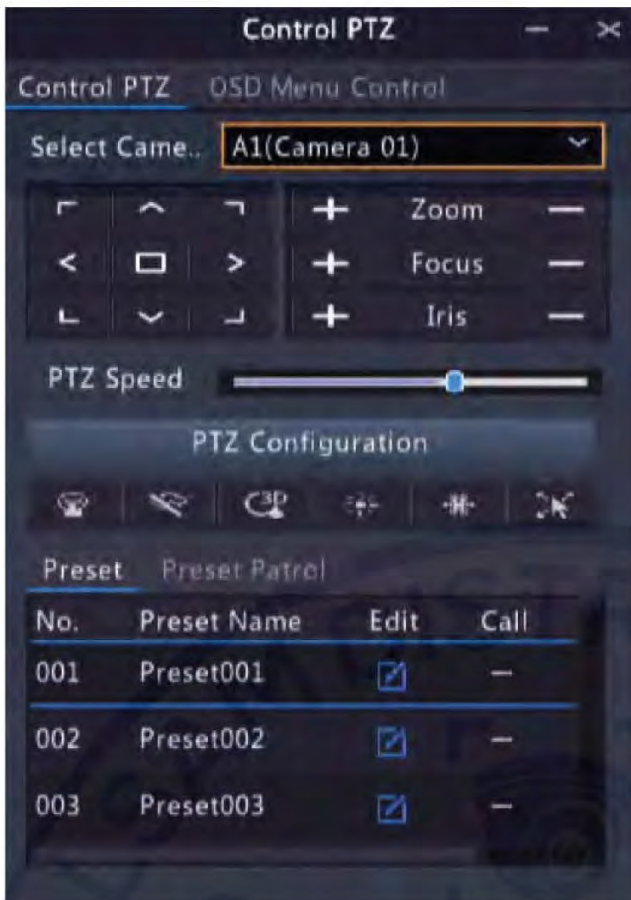 Control PTZ
Control PTZ OSD Menu Control
Select Came.. A1(Camera 01)
Zoom
Focus
Iris
PTZ Speed
PTZ Configuration
3D
Preset Preset Patrol
No. Preset Name Edit Call
001 Preset001
002 Preset002
003 Preset003